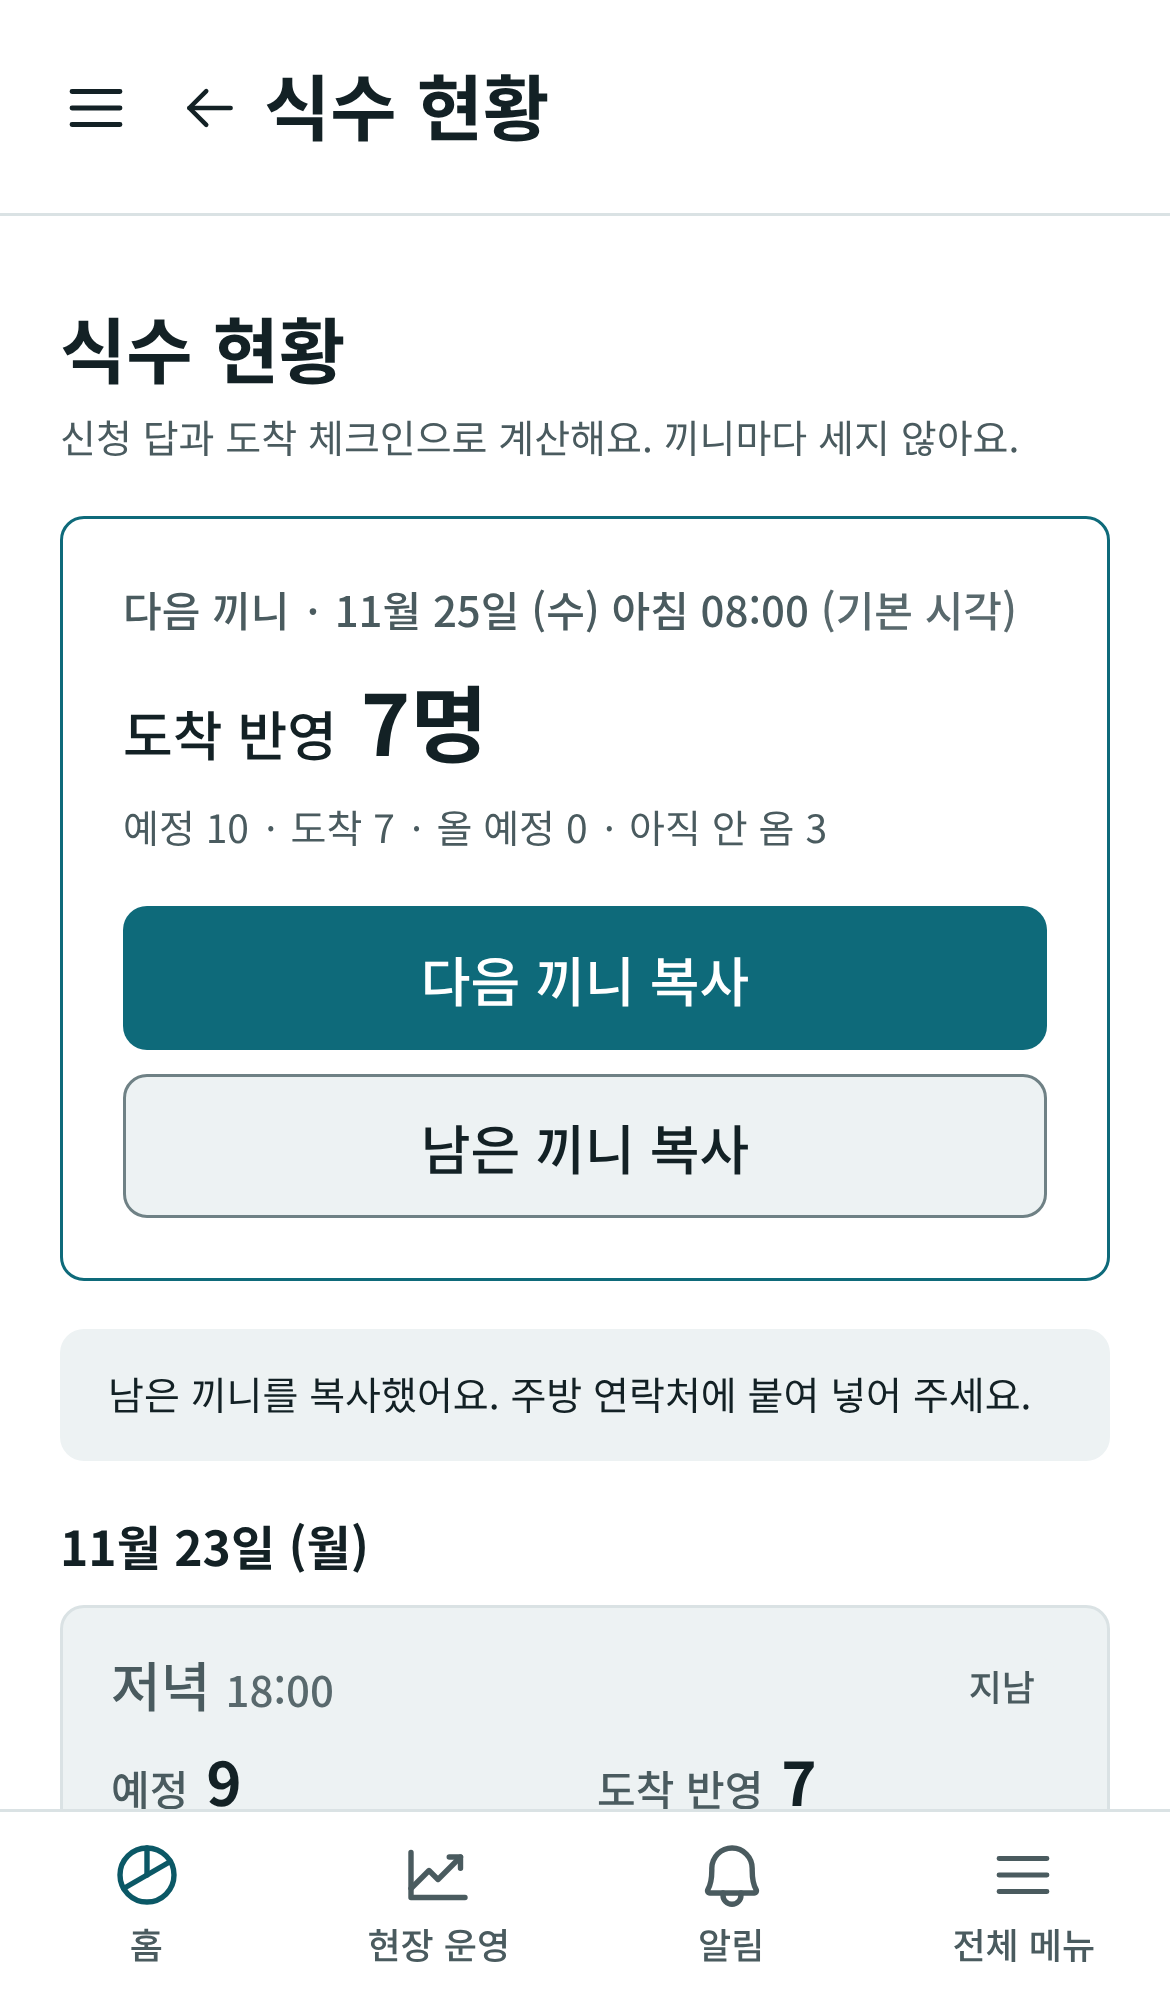 식수 현황
식수 현황
신청 답과 도착 체크인으로 계산해요. 끼니마다 세지 않아요.
다음 끼니 · 11월 25일 (수) 아침 08:00 (기본 시각)
도착 반영 7명
예정 10 · 도착 7 · 올 예정 0 · 아직 안 옴 3
다음 끼니 복사
남은 끼니 복사
남은 끼니를 복사했어요. 주방 연락처에 붙여 넣어 주세요.
11월 23일 (월)
저녁 18:00 지남
예정 9 도착 반영 7
홈 현장 운영 알림 전체 메뉴